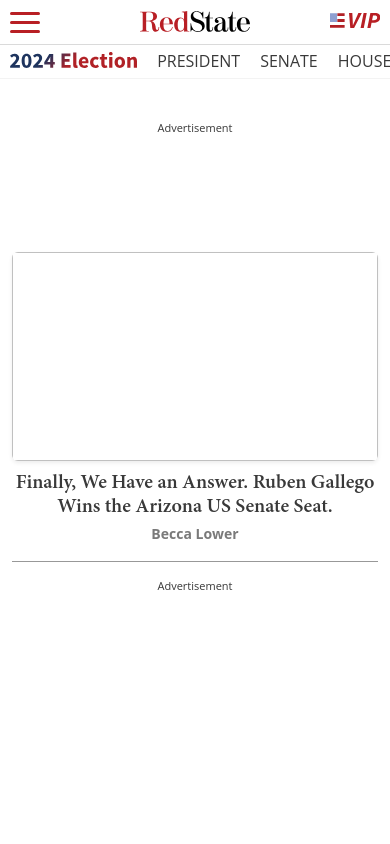 RedState
VIP
2024 Election PRESIDENT SENATE HOUSE
Advertisement
Finally, We Have an Answer. Ruben Gallego
Wins the Arizona US Senate Seat.
Becca Lower
Advertisement